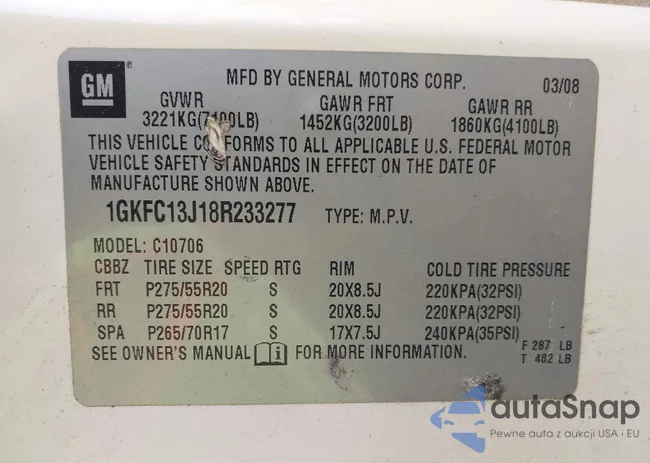 GM ®
MFD BY GENERAL MOTORS CORP. 03/08
GVWR GAWR FRT GAWR RR
3221KG(7100LB) 1452KG(3200LB) 1860KG(4100LB)
THIS VEHICLE CONFORMS TO ALL APPLICABLE U.S. FEDERAL MOTOR
VEHICLE SAFETY STANDARDS IN EFFECT ON THE DATE OF
MANUFACTURE SHOWN ABOVE.
1GKFC13J18R233277 TYPE: M.P.V.
MODEL: C10706
CBBZ TIRE SIZE SPEED RTG RIM COLD TIRE PRESSURE
FRT P275/55R20 S 20X8.5J 220KPA(32PSI)
RR P275/55R20 S 20X8.5J 220KPA(32PSI)
SPA P265/70R17 S 17X7.5J 240KPA(35PSI)
SEE OWNER'S MANUAL i FOR MORE INFORMATION.
F 287 LB
T 482 LB
autaSnap
Pewne auta z aukcji USA i EU